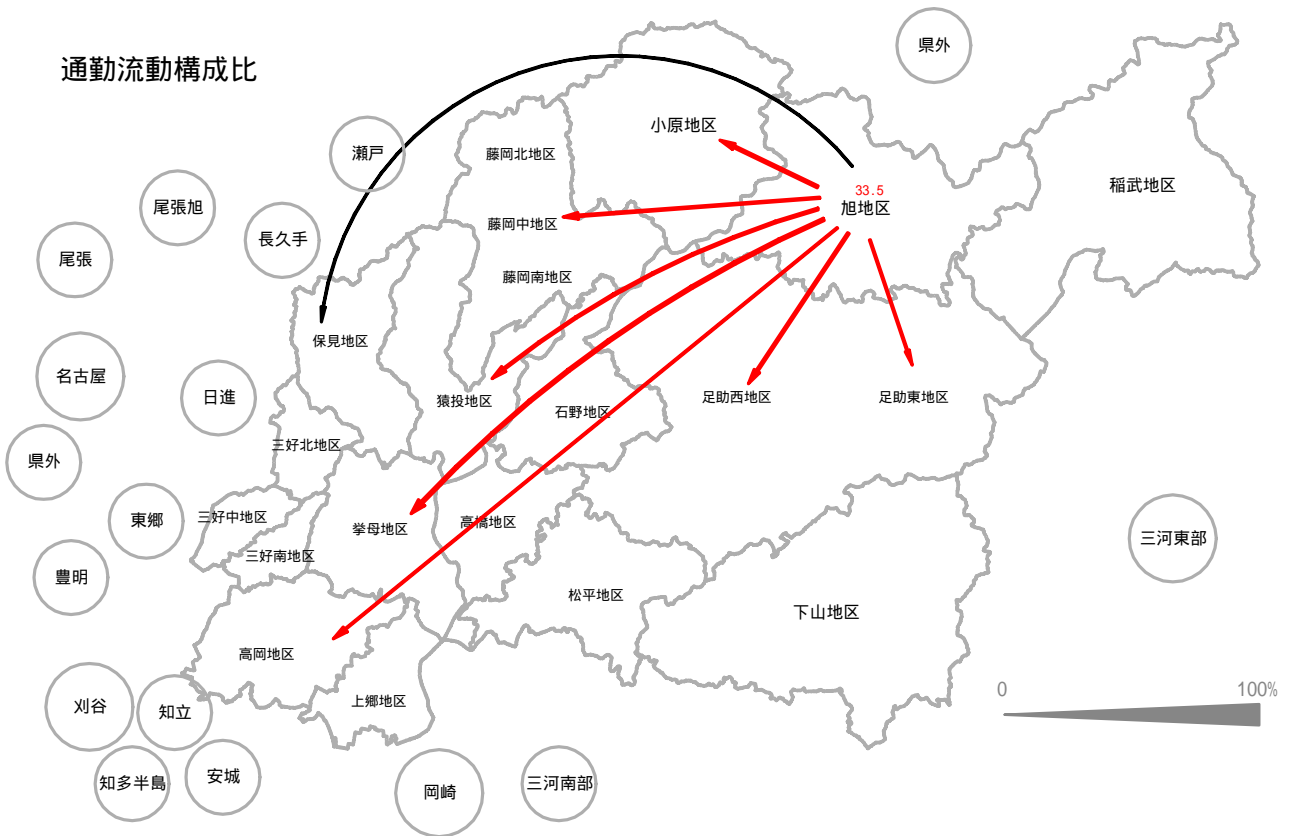 通勤流動構成比
県外
小原地区
瀬戸
藤岡北地区
稲武地区
33.5
旭地区
尾張旭
藤岡中地区
長久手
尾張
藤岡南地区
保見地区
名古屋
日進
猿投地区
石野地区
足助西地区
足助東地区
三好北地区
県外
東郷
三好中地区
挙母地区
高橋地区
三河東部
三好南地区
豊明
松平地区
下山地区
高岡地区
上郷地区
0
100%
刈谷
知立
知多半島
安城
岡崎
三河南部